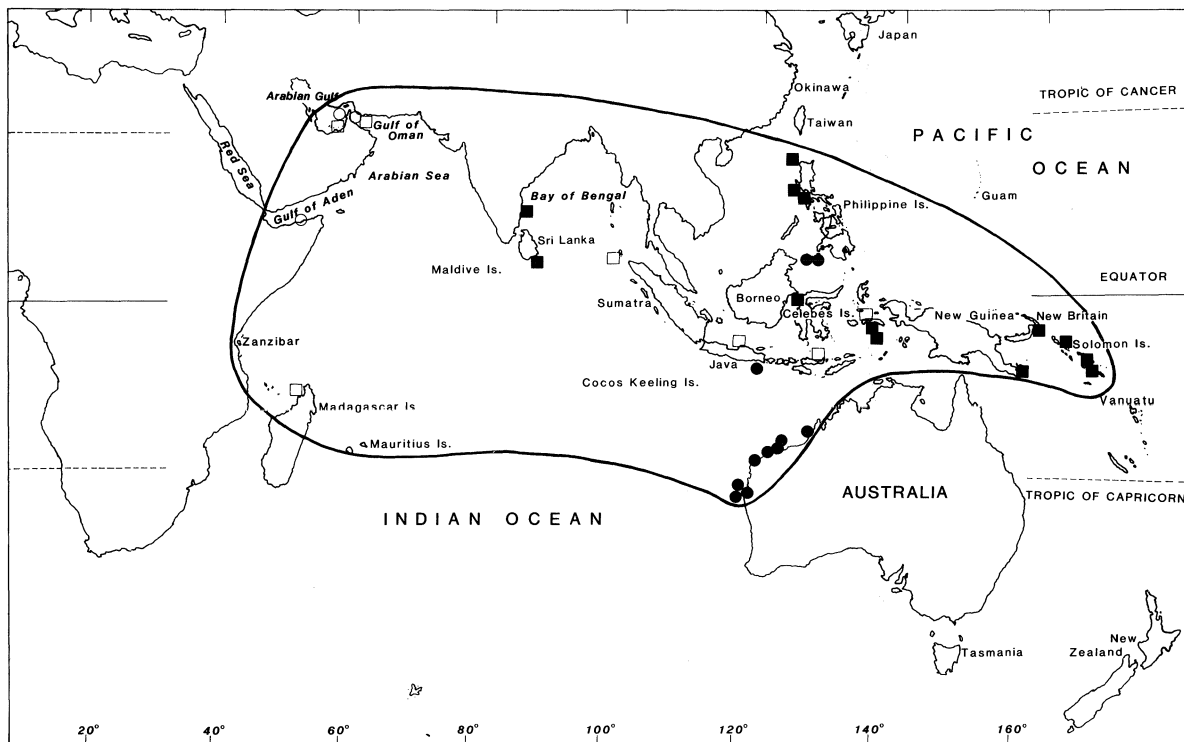 Japan
Okinawa
TROPIC OF CANCER
Arabian Gulf
Taiwan
Gulf of
Oman
PACIFIC
OCEAN
Red Sea
Arabian Sea
Gulf of Aden
Bay of Bengal
Guam
Philippine Is.
Sri Lanka
Maldive Is.
EQUATOR
Sumatra
Borneo
Celebes Is.
New Guinea
New Britain
Solomon Is.
Zanzibar
Java
Cocos Keeling Is.
Madagascar Is
Vanuatu
Mauritius Is.
AUSTRALIA
TROPIC OF CAPRICORN
INDIAN OCEAN
New
Zealand
Tasmania
20° 40° 60° 80° 100° 120° 140° 160°